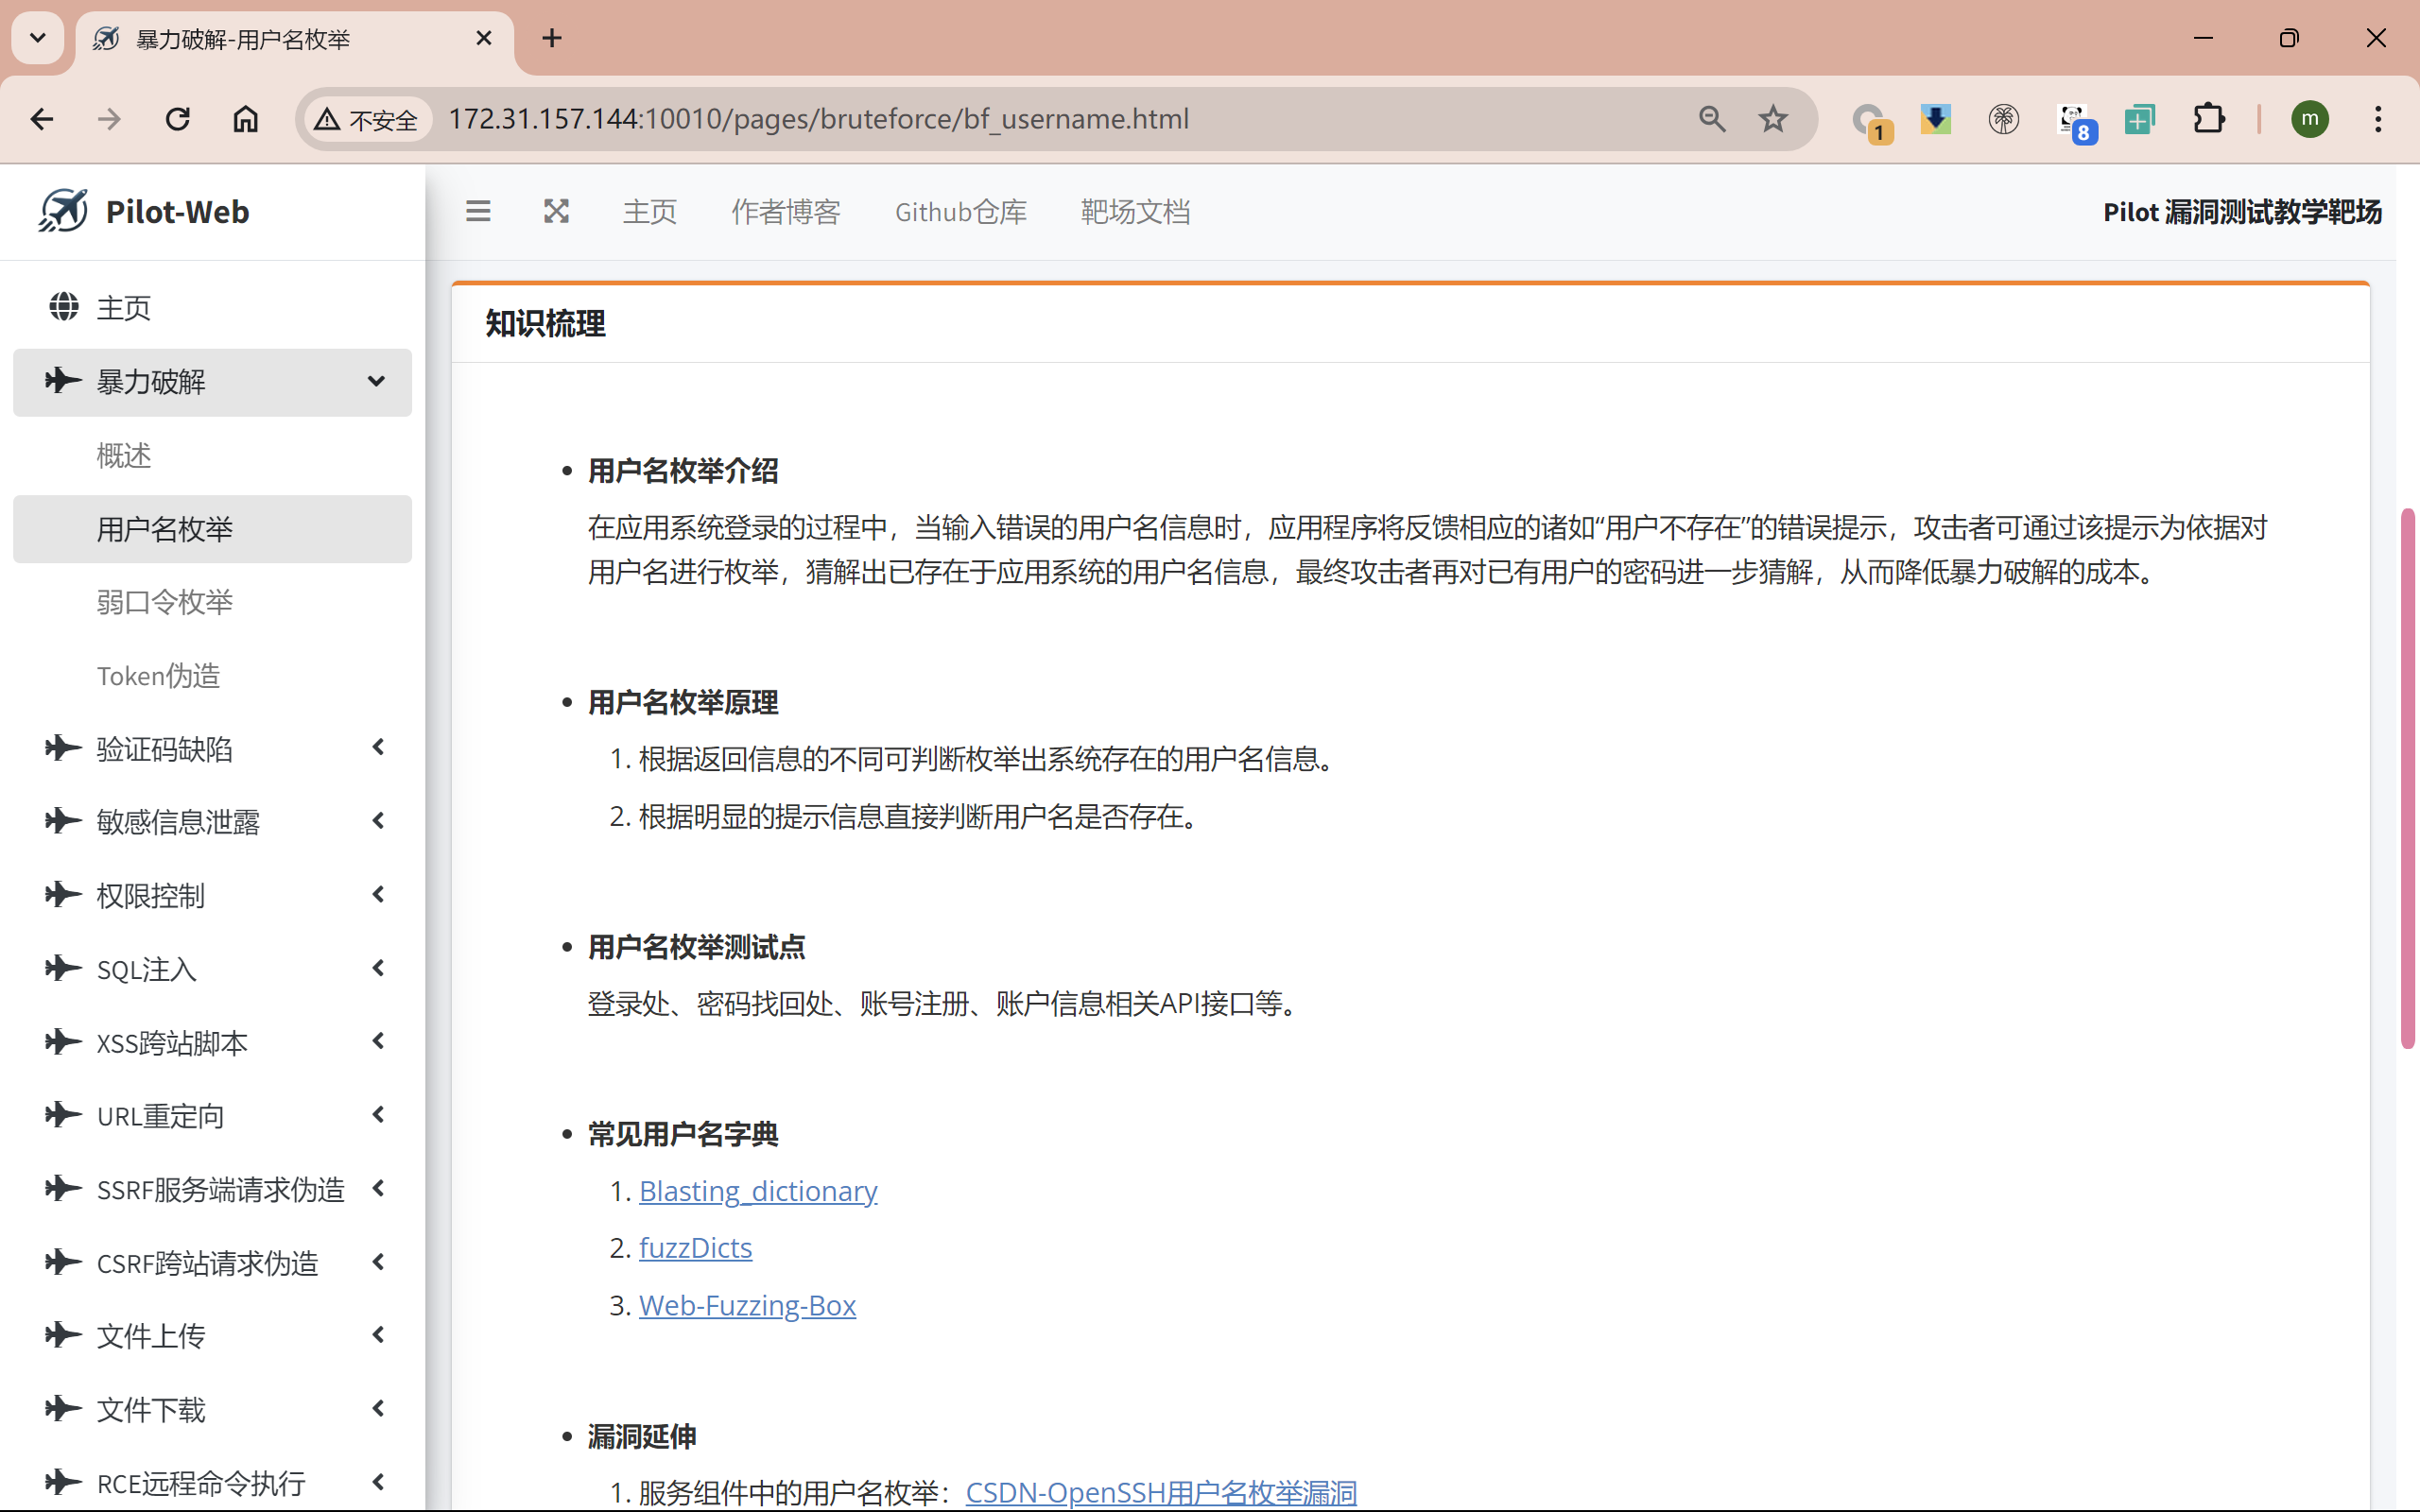 暴力破解-用户名枚举
不安全
172.31.157.144:10010/pages/bruteforce/bf_username.html
1
8
m
Pilot-Web
主页
作者博客
Github仓库
靶场文档
Pilot 漏洞测试教学靶场
主页
暴力破解
概述
用户名枚举
弱口令枚举
Token伪造
验证码缺陷
敏感信息泄露
权限控制
SQL注入
XSS跨站脚本
URL重定向
SSRF服务端请求伪造
CSRF跨站请求伪造
文件上传
文件下载
RCE远程命令执行
知识梳理
• 用户名枚举介绍
在应用系统登录的过程中，当输入错误的用户名信息时，应用程序将反馈相应的诸如“用户不存在”的错误提示，攻击者可通过该提示为依据对
用户名进行枚举，猜解出已存在于应用系统的用户名信息，最终攻击者再对已有用户的密码进一步猜解，从而降低暴力破解的成本。
• 用户名枚举原理
1. 根据返回信息的不同可判断枚举出系统存在的用户名信息。
2. 根据明显的提示信息直接判断用户名是否存在。
• 用户名枚举测试点
登录处、密码找回处、账号注册、账户信息相关API接口等。
• 常见用户名字典
1. Blasting_dictionary
2. fuzzDicts
3. Web-Fuzzing-Box
• 漏洞延伸
1. 服务组件中的用户名枚举：CSDN-OpenSSH用户名枚举漏洞